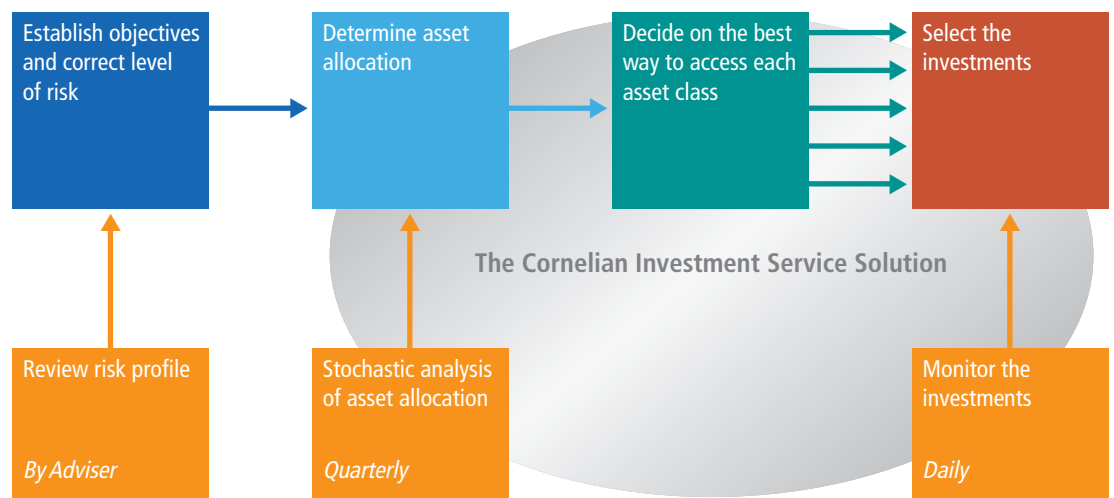 Establish objectives
and correct level
of risk
Determine asset
allocation
Decide on the best
way to access each
asset class
Select the
investments
The Cornelian Investment Service Solution
Review risk profile
By Adviser
Stochastic analysis
of asset allocation
Quarterly
Monitor the
investments
Daily